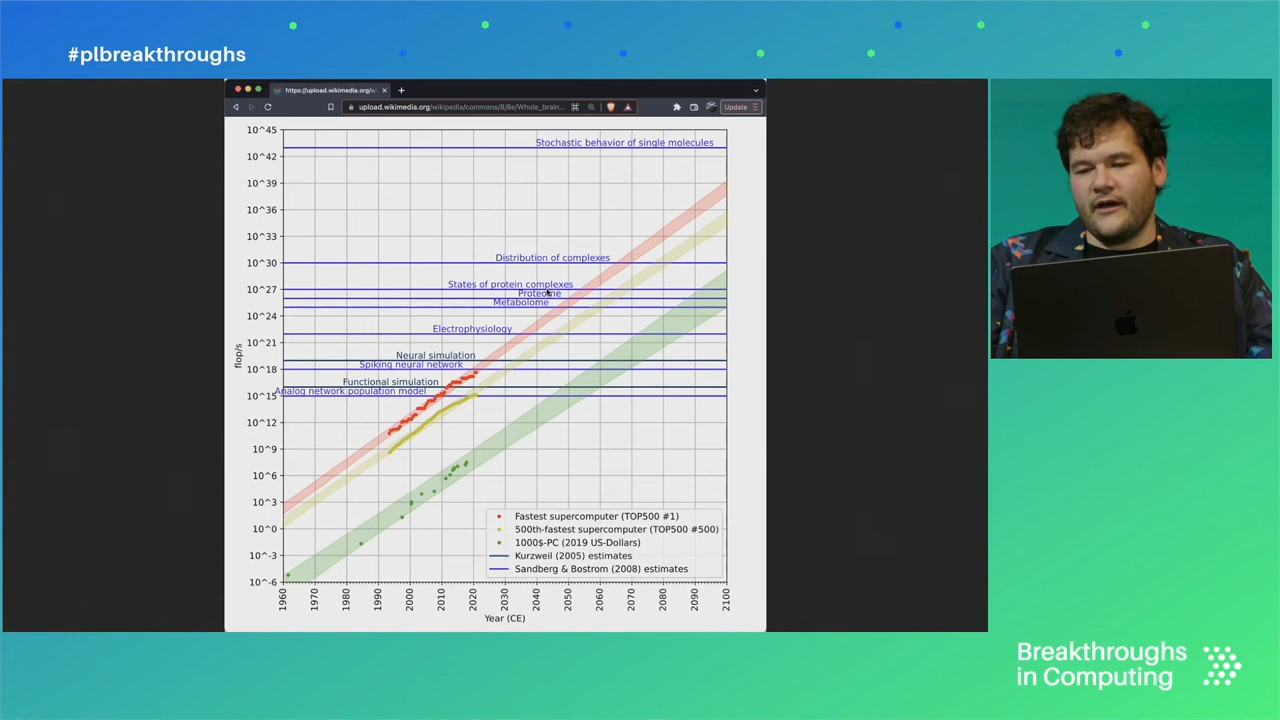 #plbreakthroughs
https://upload.wikimedia.org/w
upload.wikimedia.org/wikipedia/commons/8/8e/Whole_brain...
Update
10^45
10^42
10^39
10^36
10^33
10^30
10^27
10^24
10^21
10^18
10^15
10^12
10^9
10^6
10^3
10^0
10^-3
10^-6
flop/s
Stochastic behavior of single molecules
Distribution of complexes
States of protein complexes
Proteome
Metabolome
Electrophysiology
Neural simulation
Spiking neural network
Functional simulation
Analog network population model
Fastest supercomputer (TOP500 #1)
500th-fastest supercomputer (TOP500 #500)
1000$-PC (2019 US-Dollars)
Kurzweil (2005) estimates
Sandberg & Bostrom (2008) estimates
1960
1970
1980
1990
2000
2010
2020
2030
2040
2050
2060
2070
2080
2090
2100
Year (CE)
Breakthroughs
in Computing